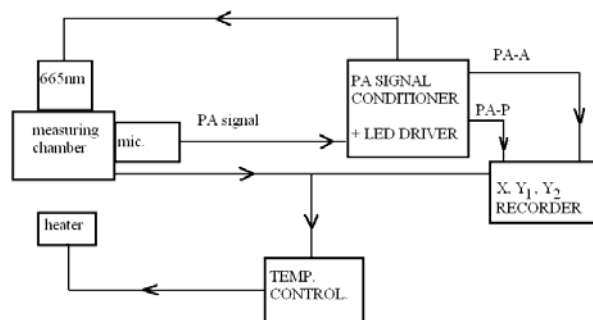 665nm
PA-A
PA SIGNAL
CONDITIONER
+ LED DRIVER
PA-P
measuring
chamber
mic.
PA signal
X, Y1, Y2
RECORDER
heater
TEMP.
CONTROL.